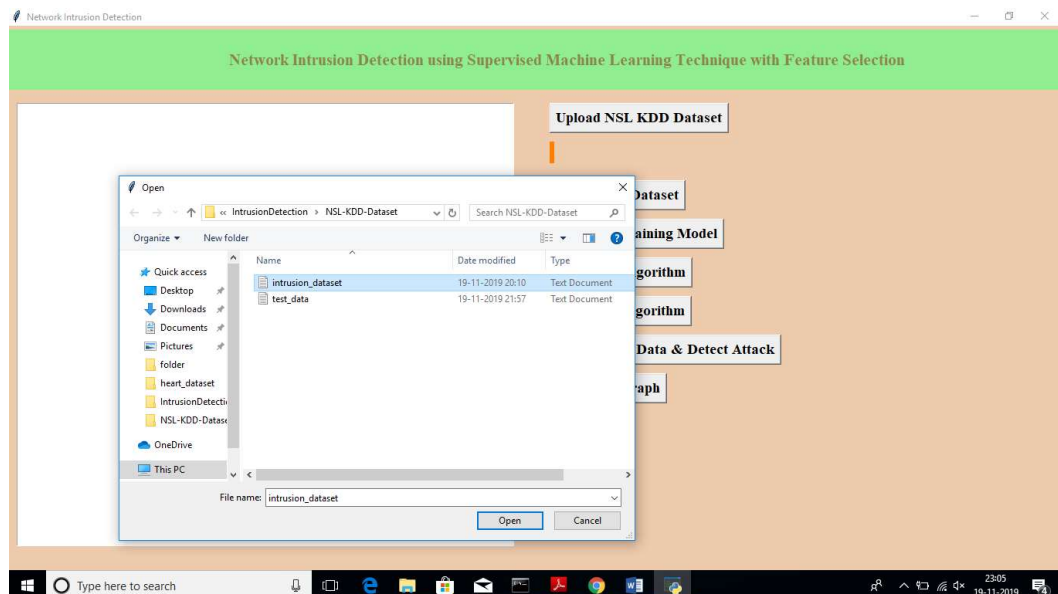 Network Intrusion Detection
Network Intrusion Detection using Supervised Machine Learning Technique with Feature Selection
Upload NSL KDD Dataset
Dataset
aining Model
gorithm
gorithm
Data & Detect Attack
raph
Open
« IntrusionDetection › NSL-KDD-Dataset
Search NSL-KDD-Dataset
Organize
New folder
Name
Date modified
Type
Quick access
Desktop
Downloads
Documents
Pictures
folder
heart_dataset
IntrusionDetecti
NSL-KDD-Datase
OneDrive
This PC
intrusion_dataset
19-11-2019 20:10
Text Document
test_data
19-11-2019 21:57
Text Document
File name:
intrusion_dataset
Open
Cancel
Type here to search
23:05
19-11-2019